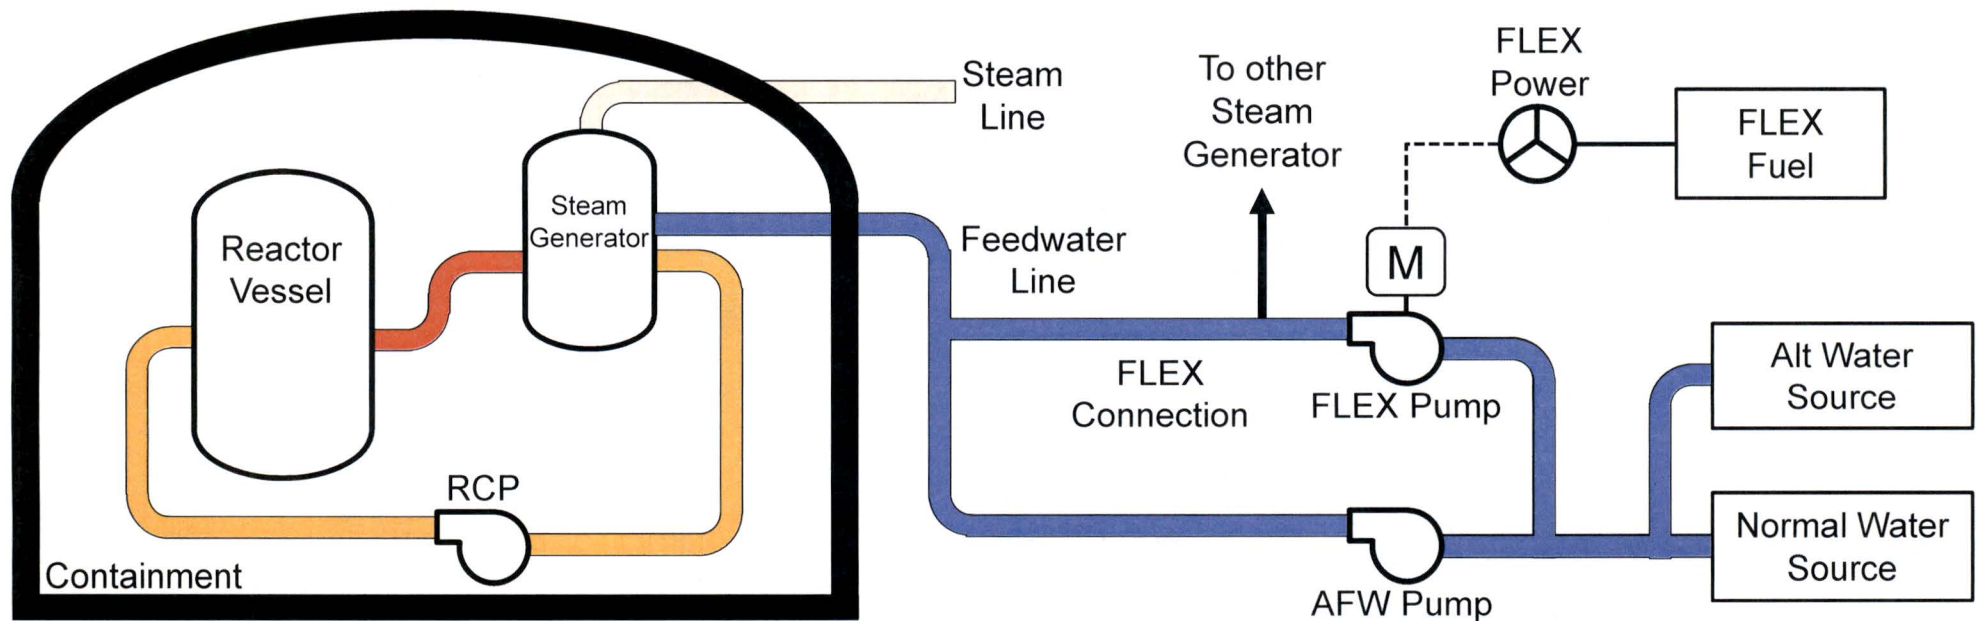 Steam
Line
To other
Steam
Generator
FLEX
Power
FLEX
Fuel
Reactor
Vessel
Steam
Generator
Feedwater
Line
M
FLEX
Connection
FLEX Pump
Alt Water
Source
RCP
Normal Water
Source
Containment
AFW Pump